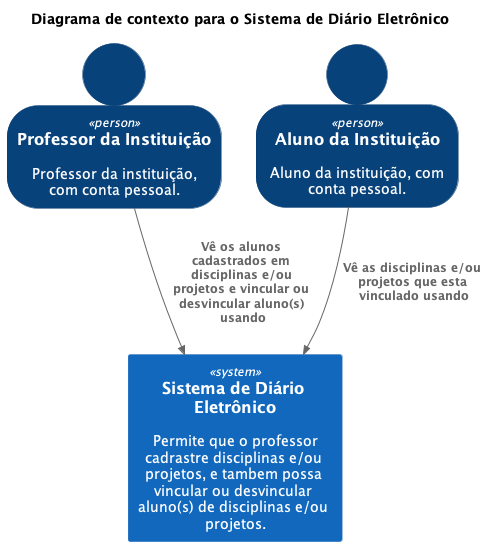 Diagrama de contexto para o Sistema de Diário Eletrônico
«person»
Professor da Instituição
Professor da instituição,
com conta pessoal.
«person»
Aluno da Instituição
Aluno da instituição, com
conta pessoal.
Vê os alunos
cadastrados em
disciplinas e/ou
projetos e vincular ou
desvincular aluno(s)
usando
Vê as disciplinas e/ou
projetos que esta
vinculado usando
«system»
Sistema de Diário
Eletrônico
Permite que o professor
cadrastre disciplinas e/ou
projetos, e tambem possa
vincular ou desvincular
aluno(s) de disciplinas e/ou
projetos.